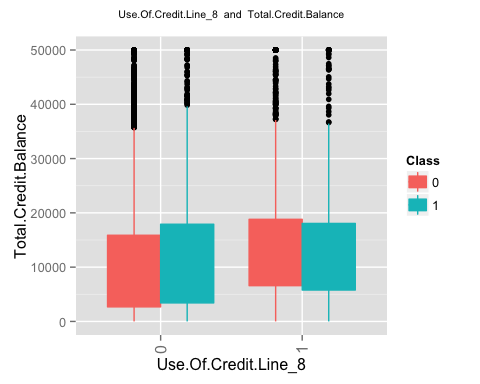 Use.Of.Credit.Line_8 and Total.Credit.Balance
50000
40000
30000
20000
10000
0
Total.Credit.Balance
0
1
Use.Of.Credit.Line_8
Class
0
1